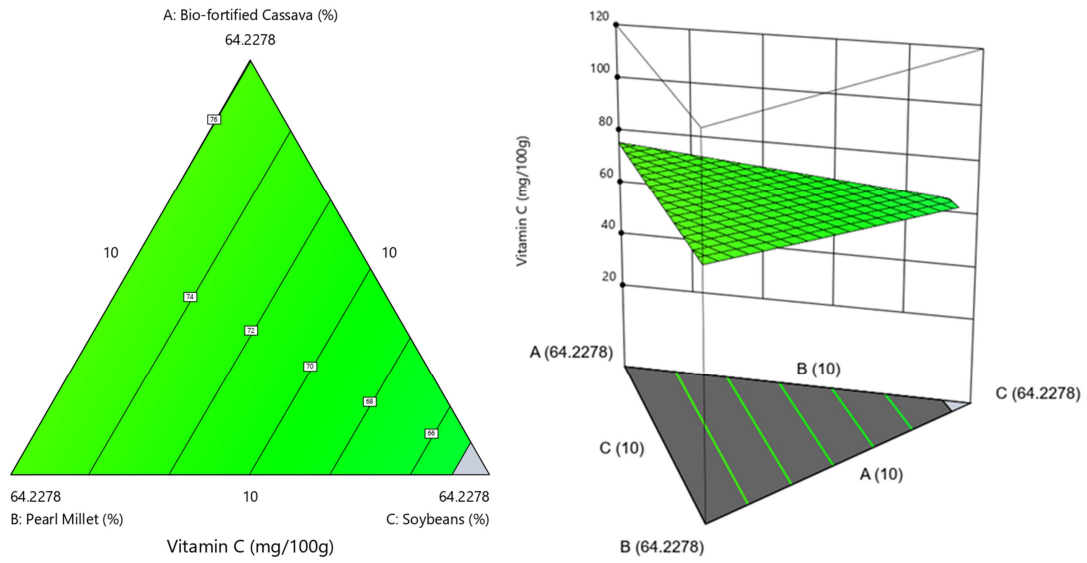 A: Bio-fortified Cassava (%)
64.2278
76
10
10
74
72
70
68
66
64.2278
10
64.2278
B: Pearl Millet (%)
C: Soybeans (%)
Vitamin C (mg/100g)
120
100
80
60
40
20
Vitamin C (mg/100g)
A (64.2278)
B (10)
C (64.2278)
C (10)
A (10)
B (64.2278)